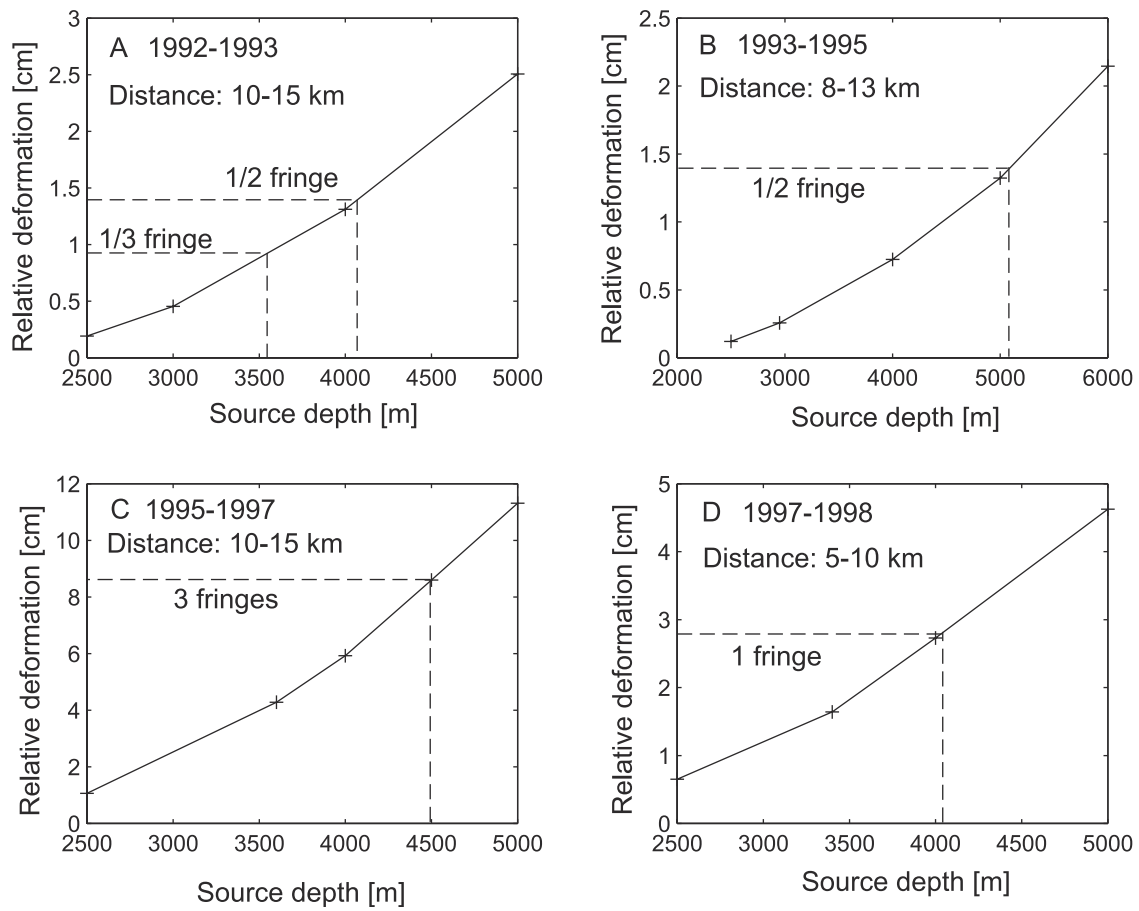 3
A 1992-1993
2.5
Distance: 10-15 km
2
1/2 fringe
1.5
1/3 fringe
1
0.5
0
2500 3000 3500 4000 4500 5000
Relative deformation [cm]
Source depth [m]
2.5
B 1993-1995
2
Distance: 8-13 km
1.5
1/2 fringe
1
0.5
0
2000 3000 4000 5000 6000
Relative deformation [cm]
Source depth [m]
12
C 1995-1997
10
Distance: 10-15 km
8
3 fringes
6
4
2
0
2500 3000 3500 4000 4500 5000
Relative deformation [cm]
Source depth [m]
5
D 1997-1998
4
Distance: 5-10 km
3
1 fringe
2
1
0
2500 3000 3500 4000 4500 5000
Relative deformation [cm]
Source depth [m]